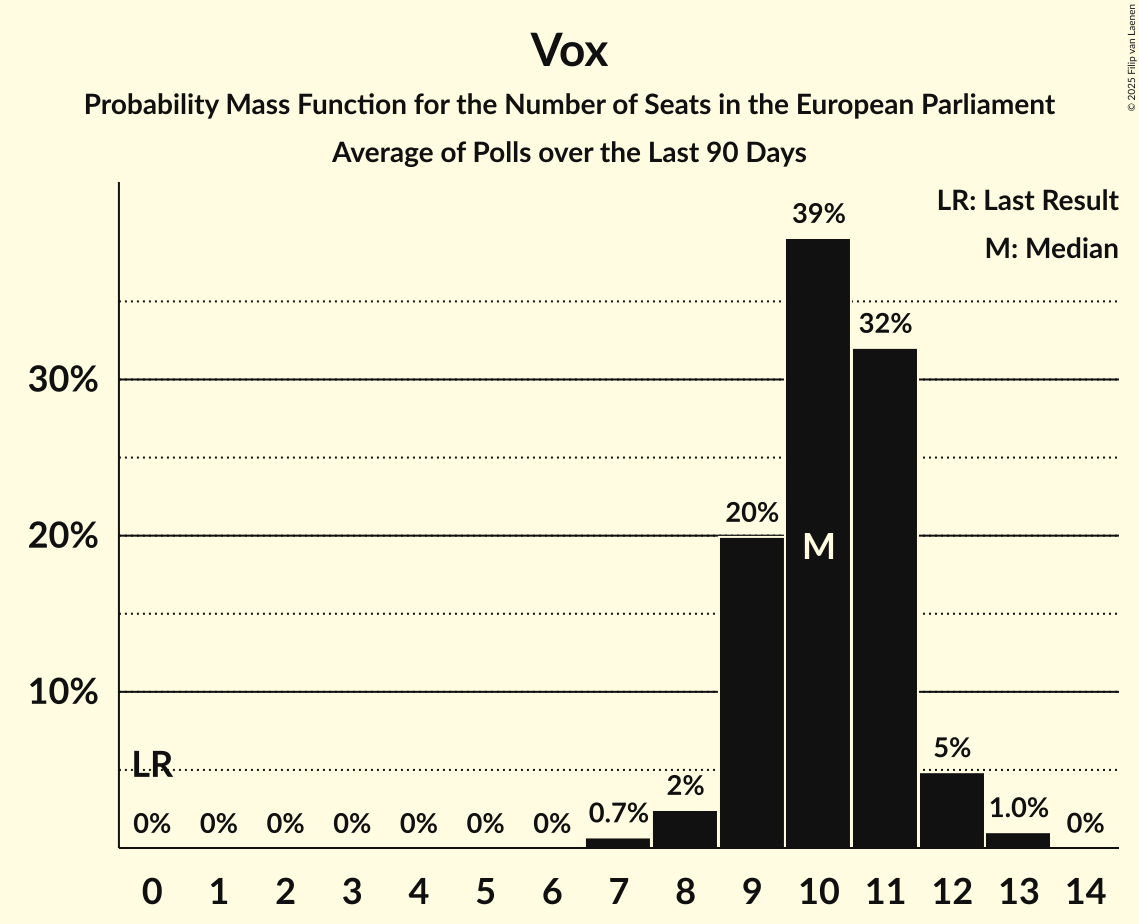 Vox
Probability Mass Function for the Number of Seats in the European Parliament
Average of Polls over the Last 90 Days
© 2025 Filip van Laenen
LR: Last Result
M: Median
39%
32%
30%
20%
20%
M
10%
LR
5%
2%
0% 0% 0% 0% 0% 0% 0% 0.7% 1.0% 0%
0 1 2 3 4 5 6 7 8 9 10 11 12 13 14